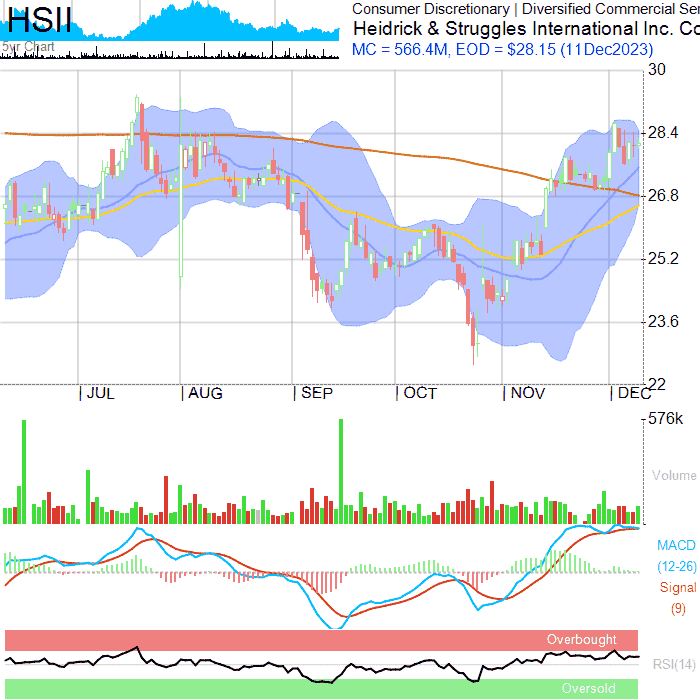 HSII
5yr Chart
Consumer Discretionary | Diversified Commercial Ser
Heidrick & Struggles International Inc. Co
MC = 566.4M, EOD = $28.15 (11Dec2023)
30
28.4
26.8
25.2
23.6
22
JUL AUG SEP OCT NOV DEC
576k
Volume
MACD
(12-26)
Signal
(9)
Overbought
RSI(14)
Oversold